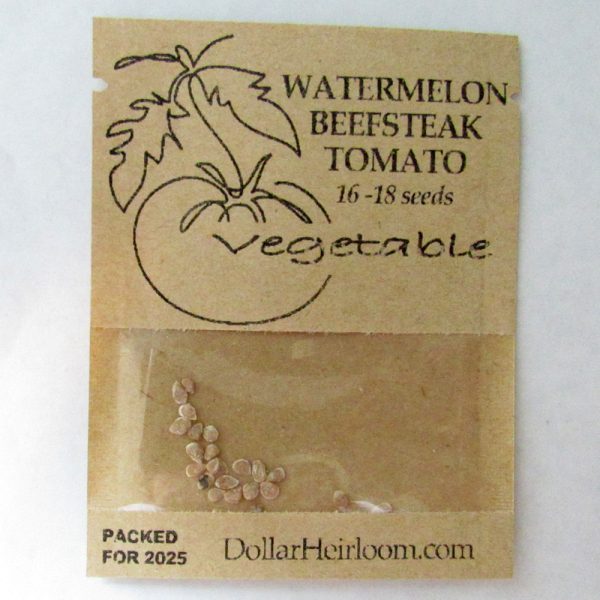 WATERMELON
BEEFSTEAK
TOMATO
16 -18 seeds
vegetable
PACKED
FOR 2025
DollarHeirloom.com